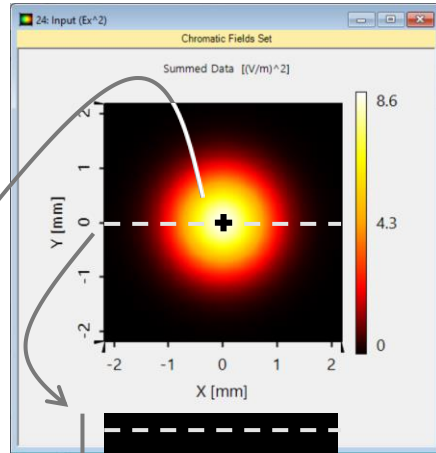 24: Input (Ex^2)
Chromatic Fields Set
Summed Data [(V/m)^2]
8.6
4.3
0
Y [mm]
2
1
0
-1
-2
-2 -1 0 1 2
X [mm]